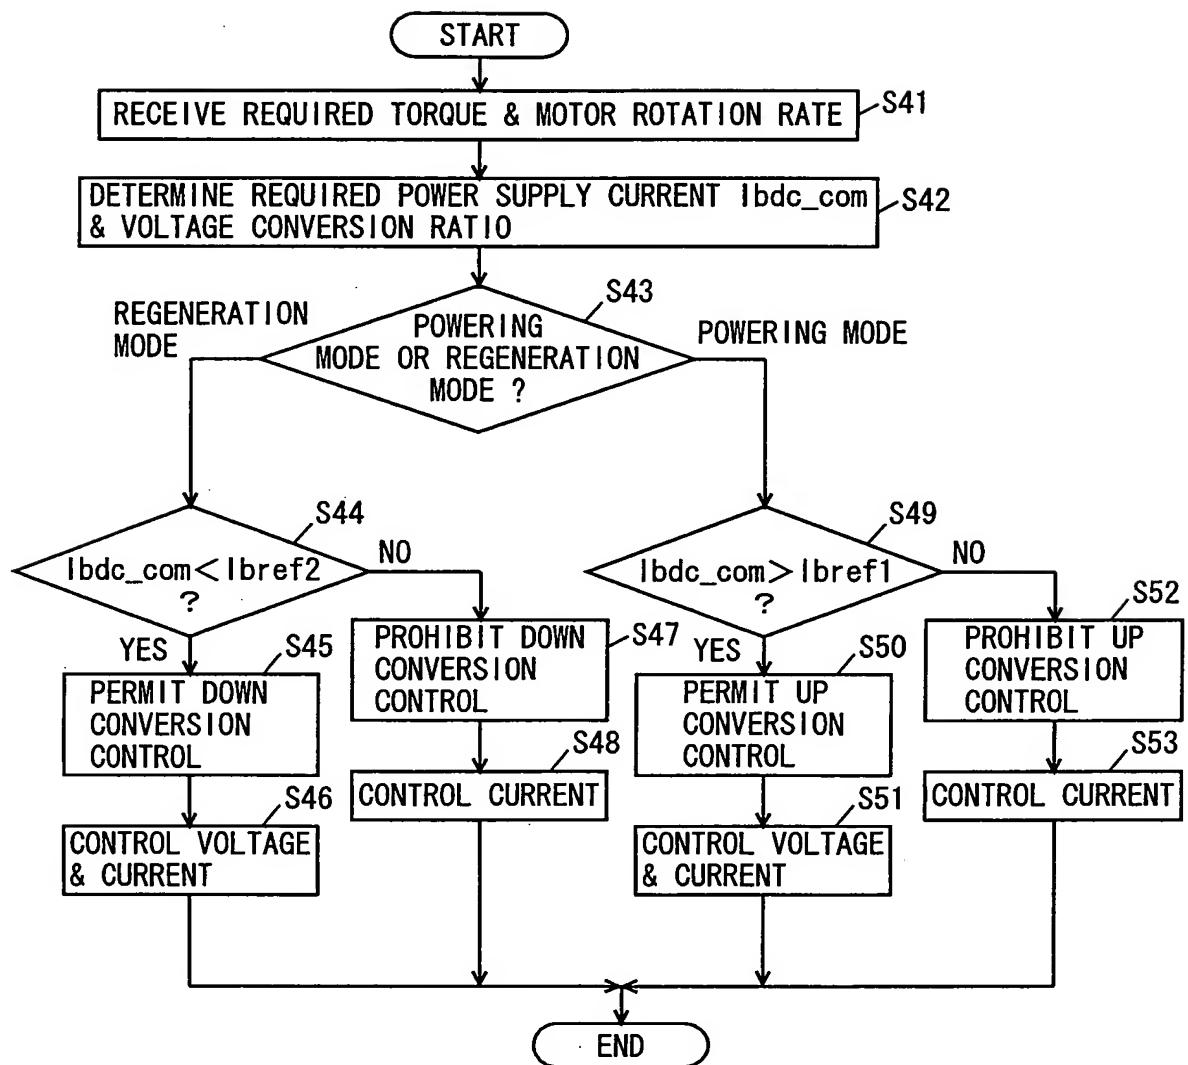 START
RECEIVE REQUIRED TORQUE & MOTOR ROTATION RATE
S41
DETERMINE REQUIRED POWER SUPPLY CURRENT Ibdc_com
& VOLTAGE CONVERSION RATIO
S42
S43
POWERING
MODE OR REGENERATION
MODE ?
REGENERATION
MODE
POWERING MODE
S44
Ibdc_com<Ibref2
?
NO
YES
S45
PERMIT DOWN
CONVERSION
CONTROL
S46
CONTROL VOLTAGE
& CURRENT
S47
PROHIBIT DOWN
CONVERSION
CONTROL
S48
CONTROL CURRENT
S49
Ibdc_com>Ibref1
?
NO
YES
S50
PERMIT UP
CONVERSION
CONTROL
S51
CONTROL VOLTAGE
& CURRENT
S52
PROHIBIT UP
CONVERSION
CONTROL
S53
CONTROL CURRENT
END